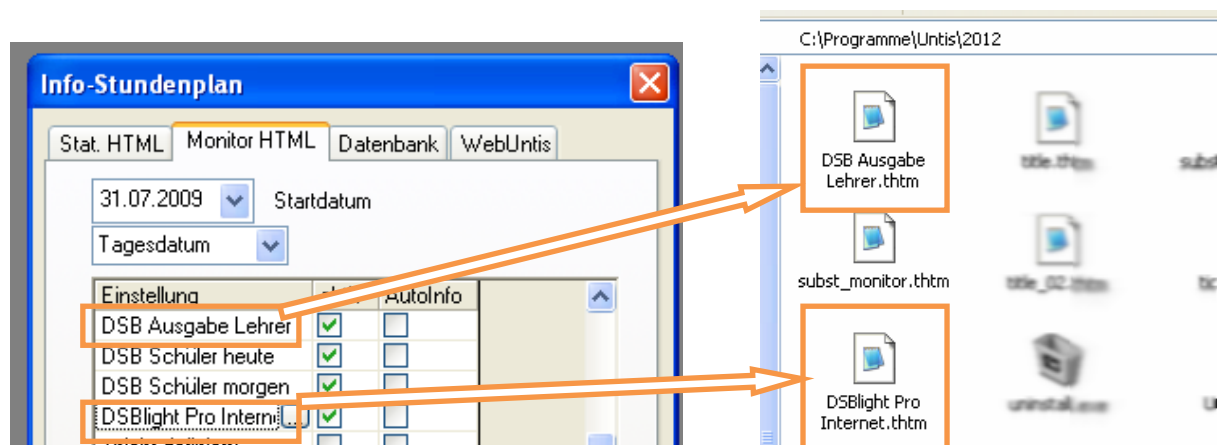 C:\Programme\Untis\2012
Info-Stundenplan
Stat. HTML Monitor HTML Datenbank WebUntis
31.07.2009 Startdatum
Tagesdatum
Einstellung AutoInfo
DSB Ausgabe Lehrer
DSB Schüler heute
DSB Schüler morgen
DSBlight Pro Intern ...
DSB Ausgabe
Lehrer.thtm
subst_monitor.thtm
DSBlight Pro
Internet.thtm